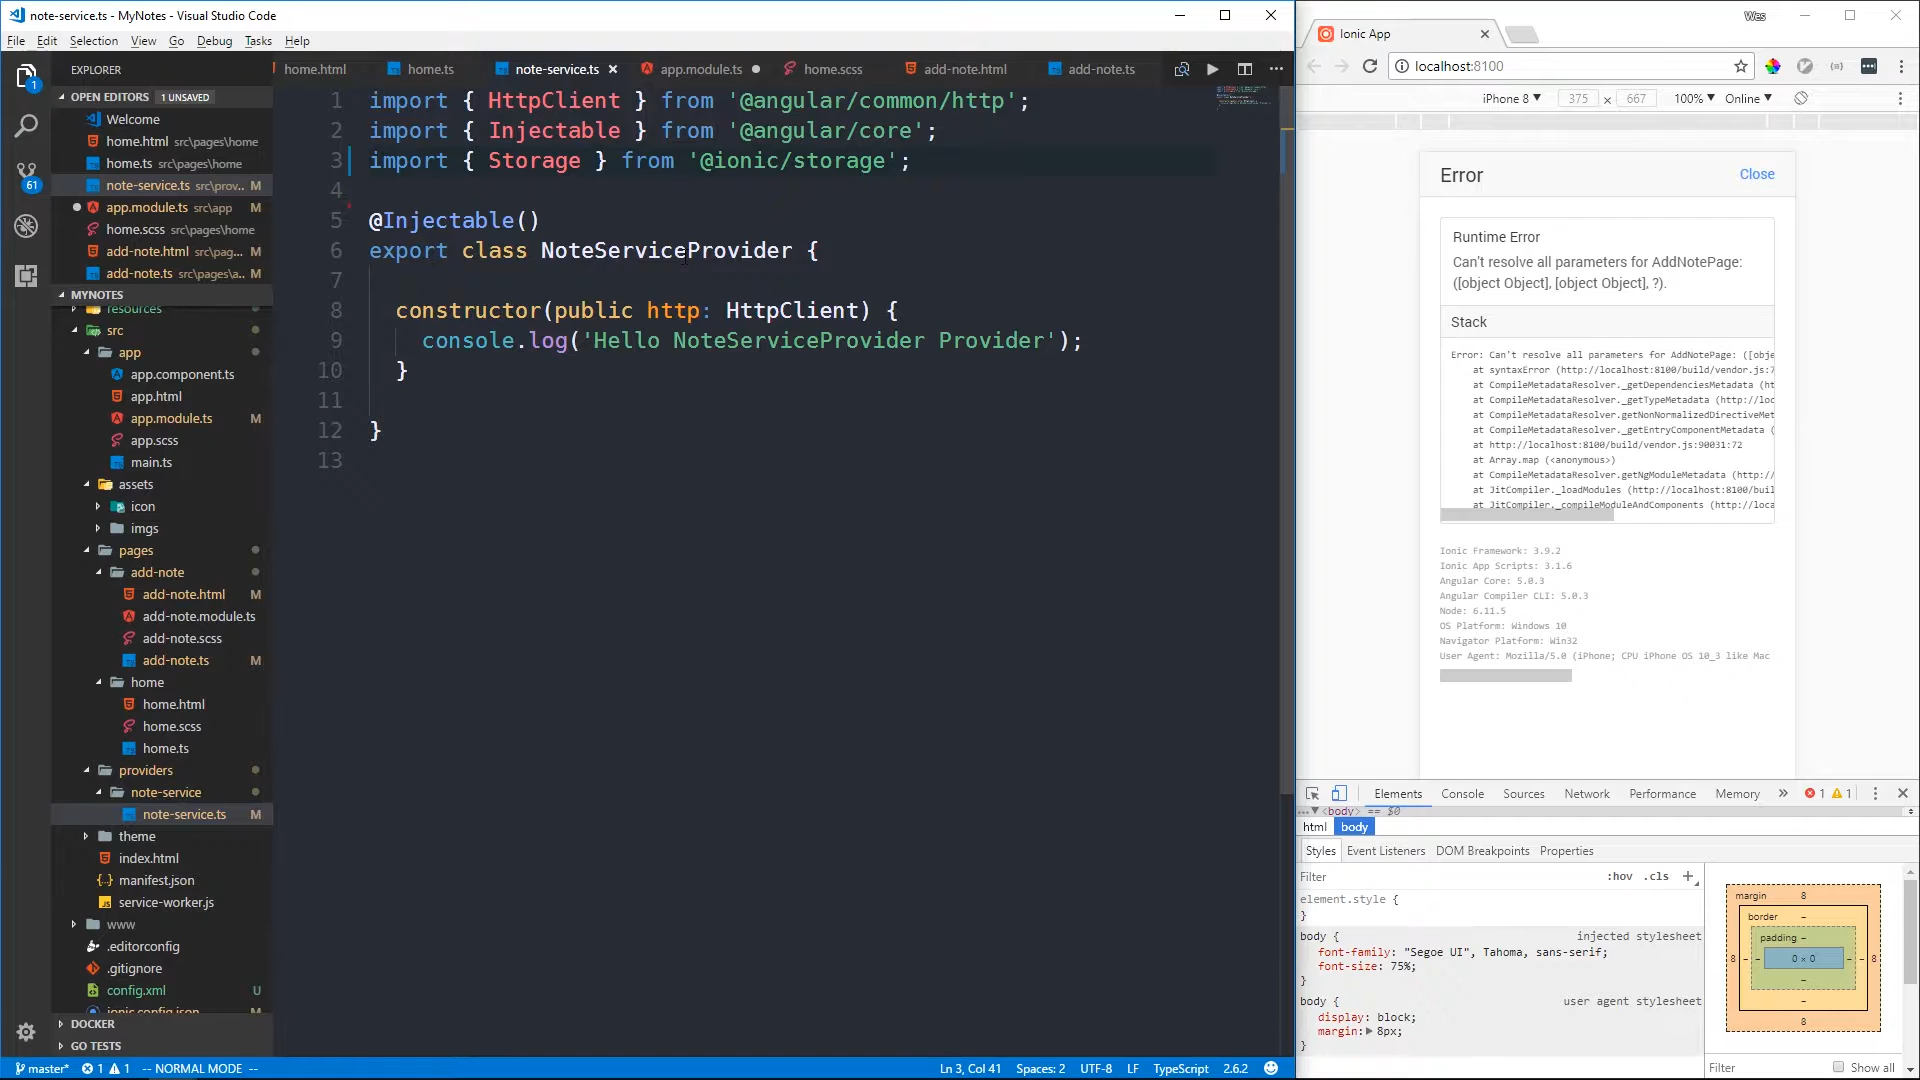 note-service.ts - MyNotes - Visual Studio Code
File Edit Selection View Go Debug Tasks Help
EXPLORER
OPEN EDITORS 1 UNSAVED
Welcome
home.html src\pages\home
home.ts src\pages\home
note-service.ts src\prov... M
app.module.ts src\app M
home.scss src\pages\home
add-note.html src\pag... M
add-note.ts src\pages\a... M
MYNOTES
resources
src
app
app.component.ts
app.html
app.module.ts M
app.scss
main.ts
assets
icon
imgs
pages
add-note
add-note.html M
add-note.module.ts
add-note.scss
add-note.ts M
home
home.html
home.scss
home.ts
providers
note-service
note-service.ts M
theme
index.html
manifest.json
service-worker.js
www
.editorconfig
.gitignore
config.xml U
ionic.config.json M
DOCKER
GO TESTS
1
61
home.html home.ts note-service.ts app.module.ts home.scss add-note.html add-note.ts
1 import { HttpClient } from '@angular/common/http';
2 import { Injectable } from '@angular/core';
3 import { Storage } from '@ionic/storage';
4
5 @Injectable()
6 export class NoteServiceProvider {
7
8 constructor(public http: HttpClient) {
9 console.log('Hello NoteServiceProvider Provider');
10 }
11
12 }
13
master* 1 1 -- NORMAL MODE -- Ln 3, Col 41 Spaces: 2 UTF-8 LF TypeScript 2.6.2
Wes
Ionic App
localhost:8100
iPhone 8 375 x 667 100% Online
Error Close
Runtime Error
Can't resolve all parameters for AddNotePage:
([object Object], [object Object], ?).
Stack
Error: Can't resolve all parameters for AddNotePage: ([obje
at syntaxError (http://localhost:8100/build/vendor.js:7
at CompileMetadataResolver._getDependenciesMetadata (ht
at CompileMetadataResolver._getTypeMetadata (http://loc
at CompileMetadataResolver.getNonNormalizedDirectiveMet
at CompileMetadataResolver._getEntryComponentMetadata (
at http://localhost:8100/build/vendor.js:90031:72
at Array.map (<anonymous>)
at CompileMetadataResolver.getNgModuleMetadata (http://
at JitCompiler._loadModules (http://localhost:8100/buil
at JitCompiler._compileModuleAndComponents (http://loca
Ionic Framework: 3.9.2
Ionic App Scripts: 3.1.6
Angular Core: 5.0.3
Angular Compiler CLI: 5.0.3
Node: 6.11.5
OS Platform: Windows 10
Navigator Platform: Win32
User Agent: Mozilla/5.0 (iPhone; CPU iPhone OS 10_3 like Mac
Elements Console Sources Network Performance Memory » 1 1
...▼<body> == $0
html body
Styles Event Listeners DOM Breakpoints Properties
Filter :hov .cls +
element.style {
}
body { injected stylesheet
font-family: "Segoe UI", Tahoma, sans-serif;
font-size: 75%;
}
body { user agent stylesheet
display: block;
margin:▶ 8px;
}
margin 8
border –
padding –
8 – – 0 × 0 – – 8
–
–
8
Filter Show all